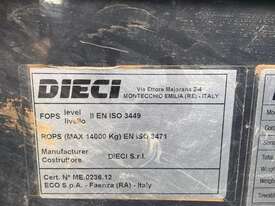 DIECI
Via Ettore Majorana 2-4
MONTECCHIO EMILIA (RE) - ITALY
FOPS level livello II EN ISO 3449
ROPS (MAX 14000 Kg) EN ISO 3471
Manufacturer
Costruttore DIECI S.r.l.
Cert. N° ME.0236.12
ECO S.p.A. - Faenza (RA) - Italy